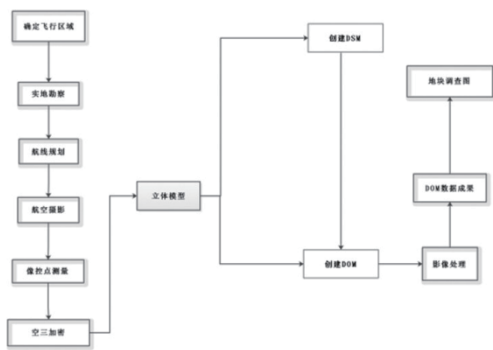 确定飞行区域
实地勘察
航线规划
航空摄影
像控点测量
空三加密
立体模型
创建DSM
创建DOM
影像处理
DOM数据成果
地块调查图